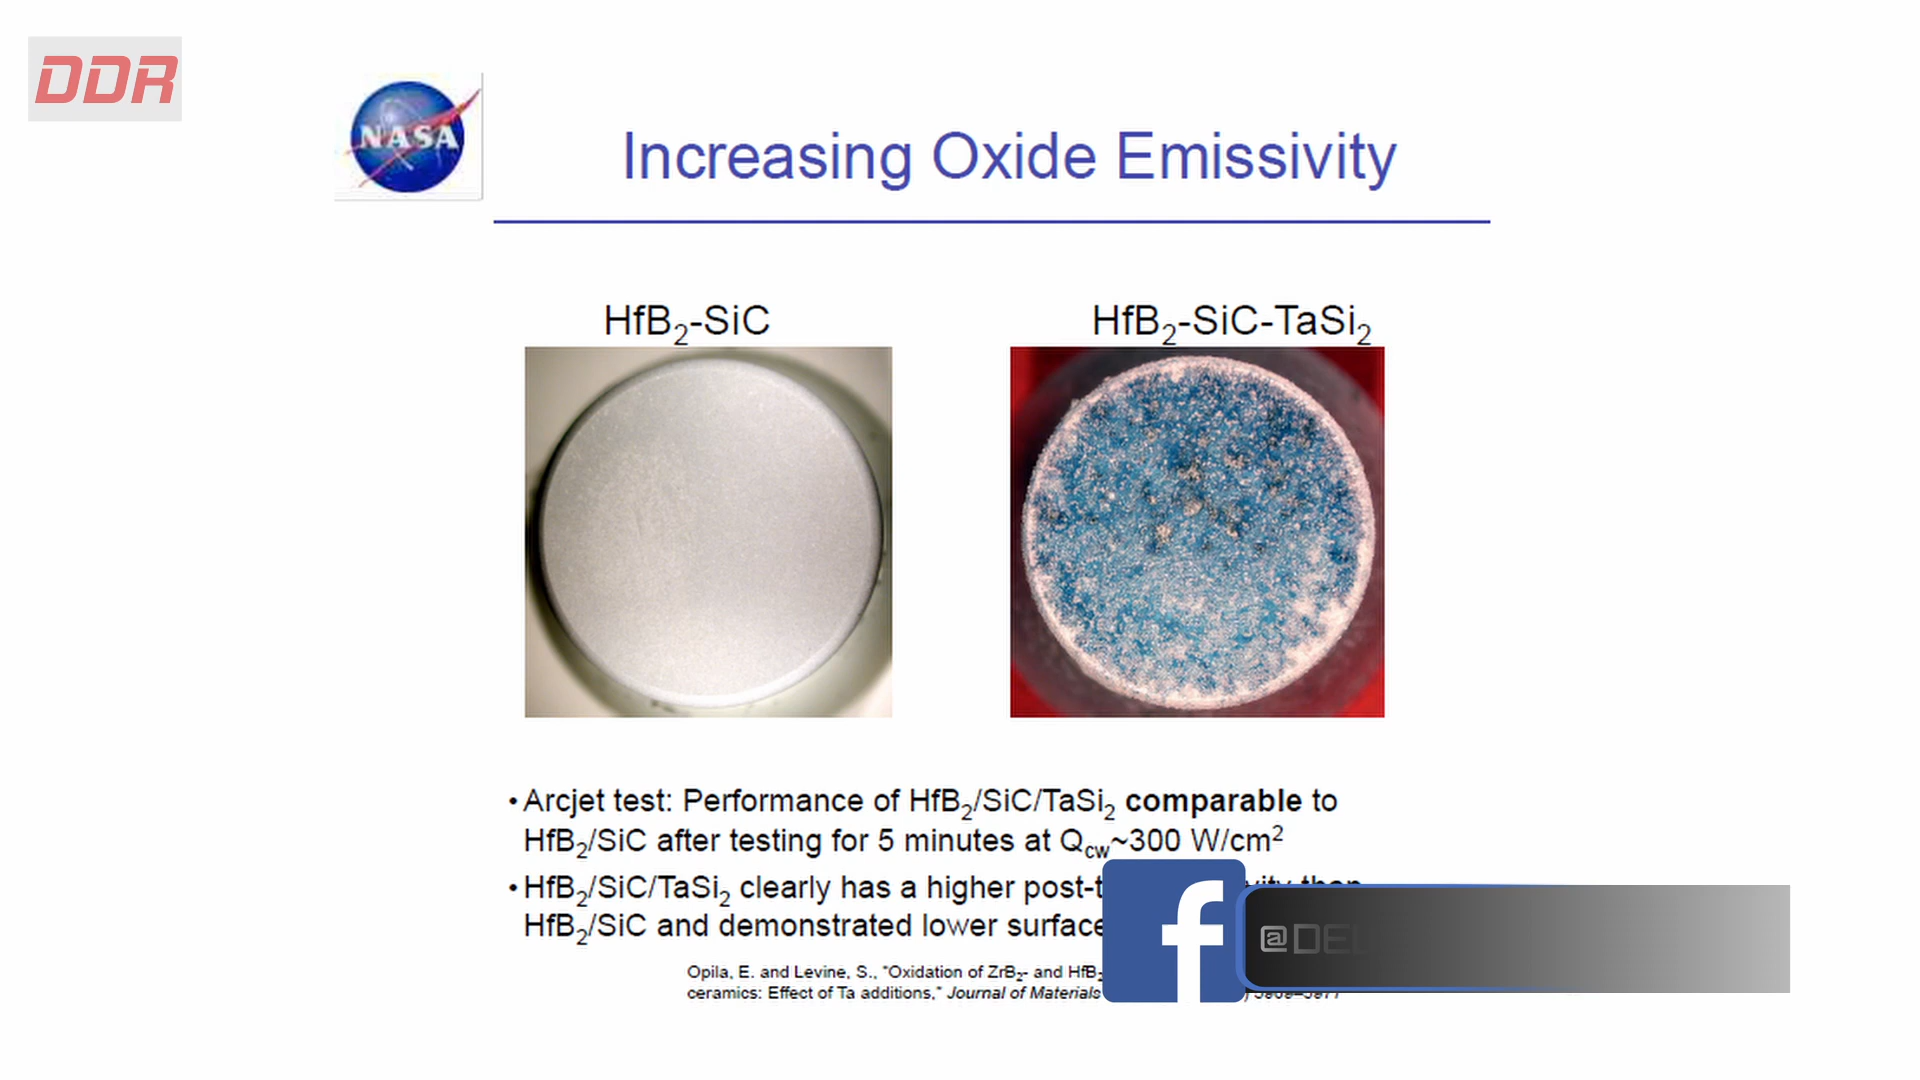 DDR
NASA
Increasing Oxide Emissivity
HfB₂-SiC
HfB₂-SiC-TaSi₂
• Arcjet test: Performance of HfB₂/SiC/TaSi₂ comparable to
HfB₂/SiC after testing for 5 minutes at Qcw~300 W/cm²
• HfB₂/SiC/TaSi₂ clearly has a higher post-t
HfB₂/SiC and demonstrated lower surface
Opila, E. and Levine, S., "Oxidation of ZrB₂- and HfB₂
ceramics: Effect of Ta additions," Journal of Materials
f
@DE